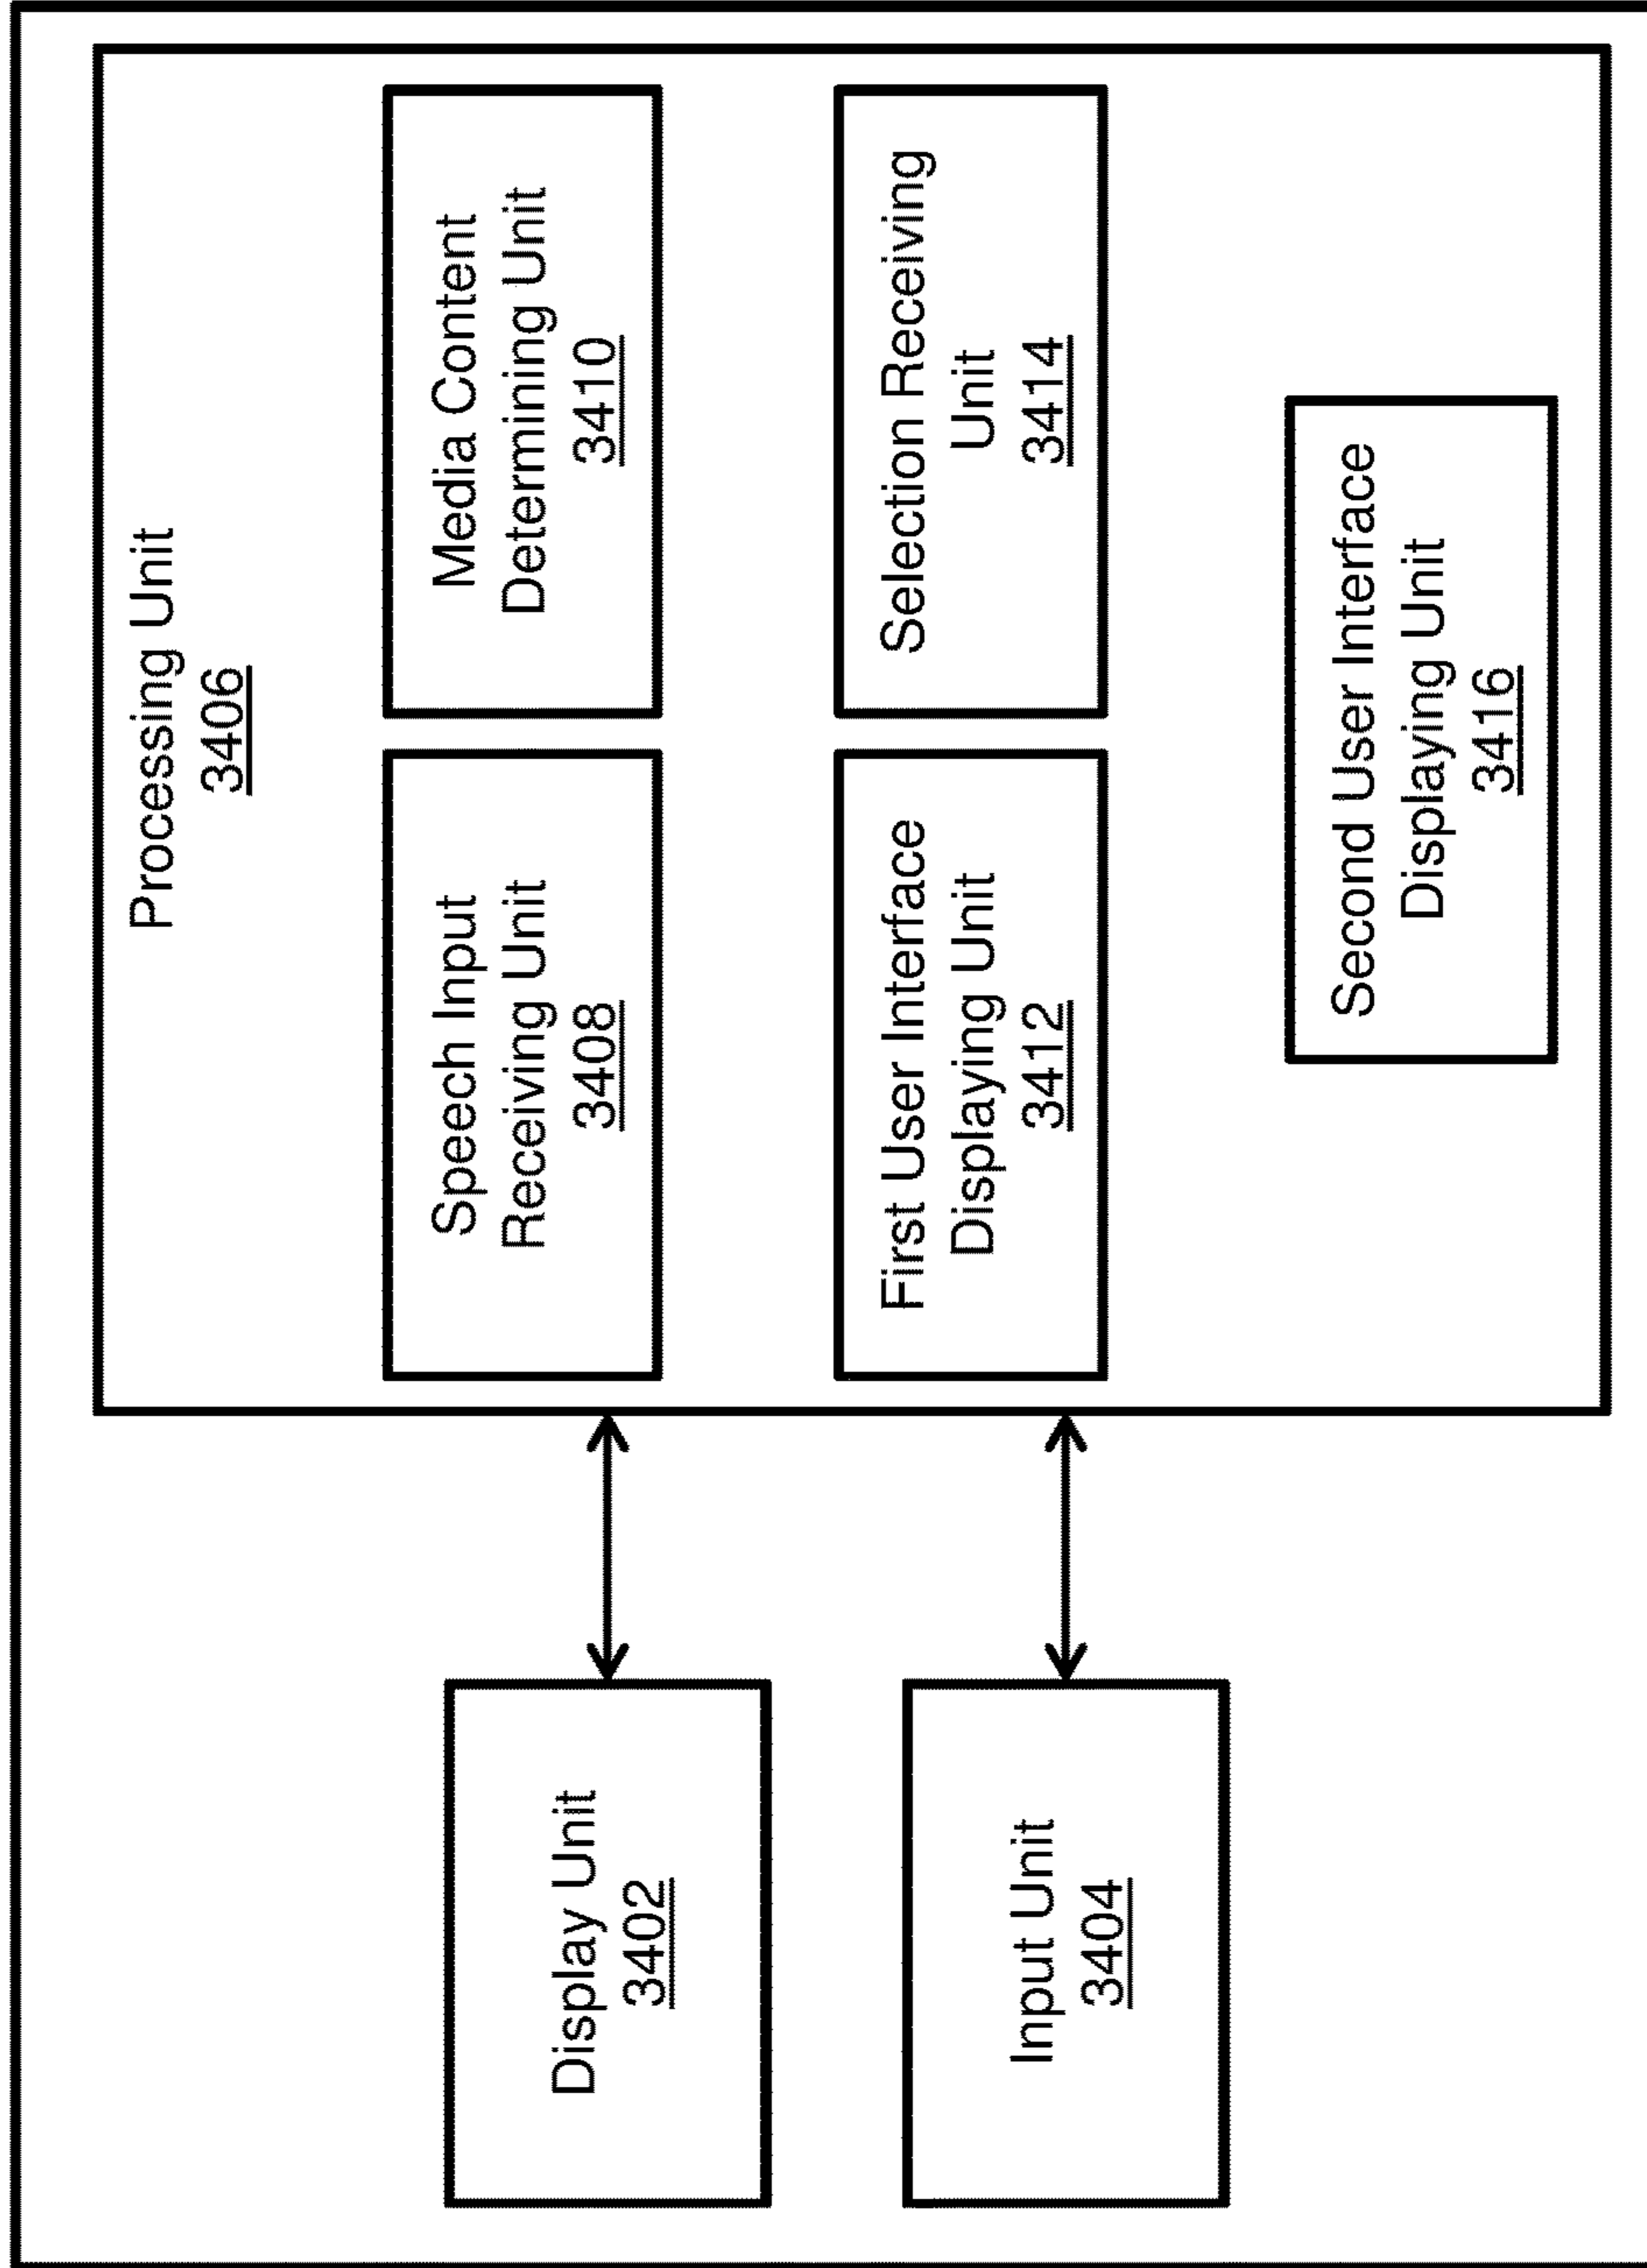 Processing Unit
3406
Display Unit
3402
Speech Input
Receiving Unit
3408
Media Content
Determining Unit
3410
Input Unit
3404
First User Interface
Displaying Unit
3412
Selection Receiving
Unit
3414
Second User Interface
Displaying Unit
3416